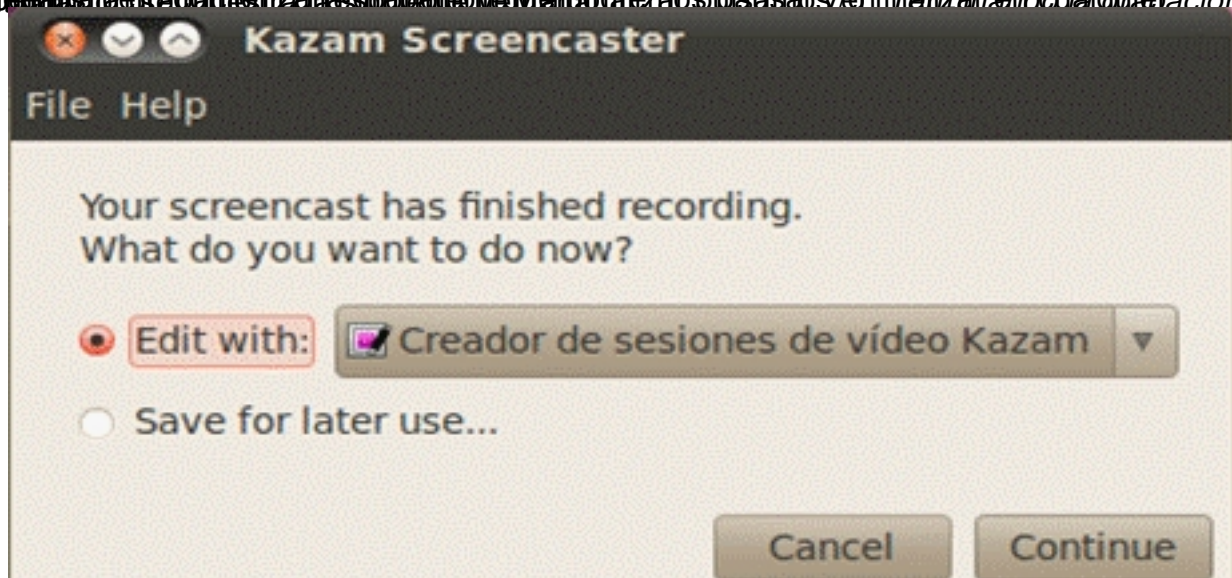 Kazam Screencaster
File Help
Your screencast has finished recording.
What do you want to do now?
Edit with: Creador de sesiones de vídeo Kazam
Save for later use...
Cancel Continue